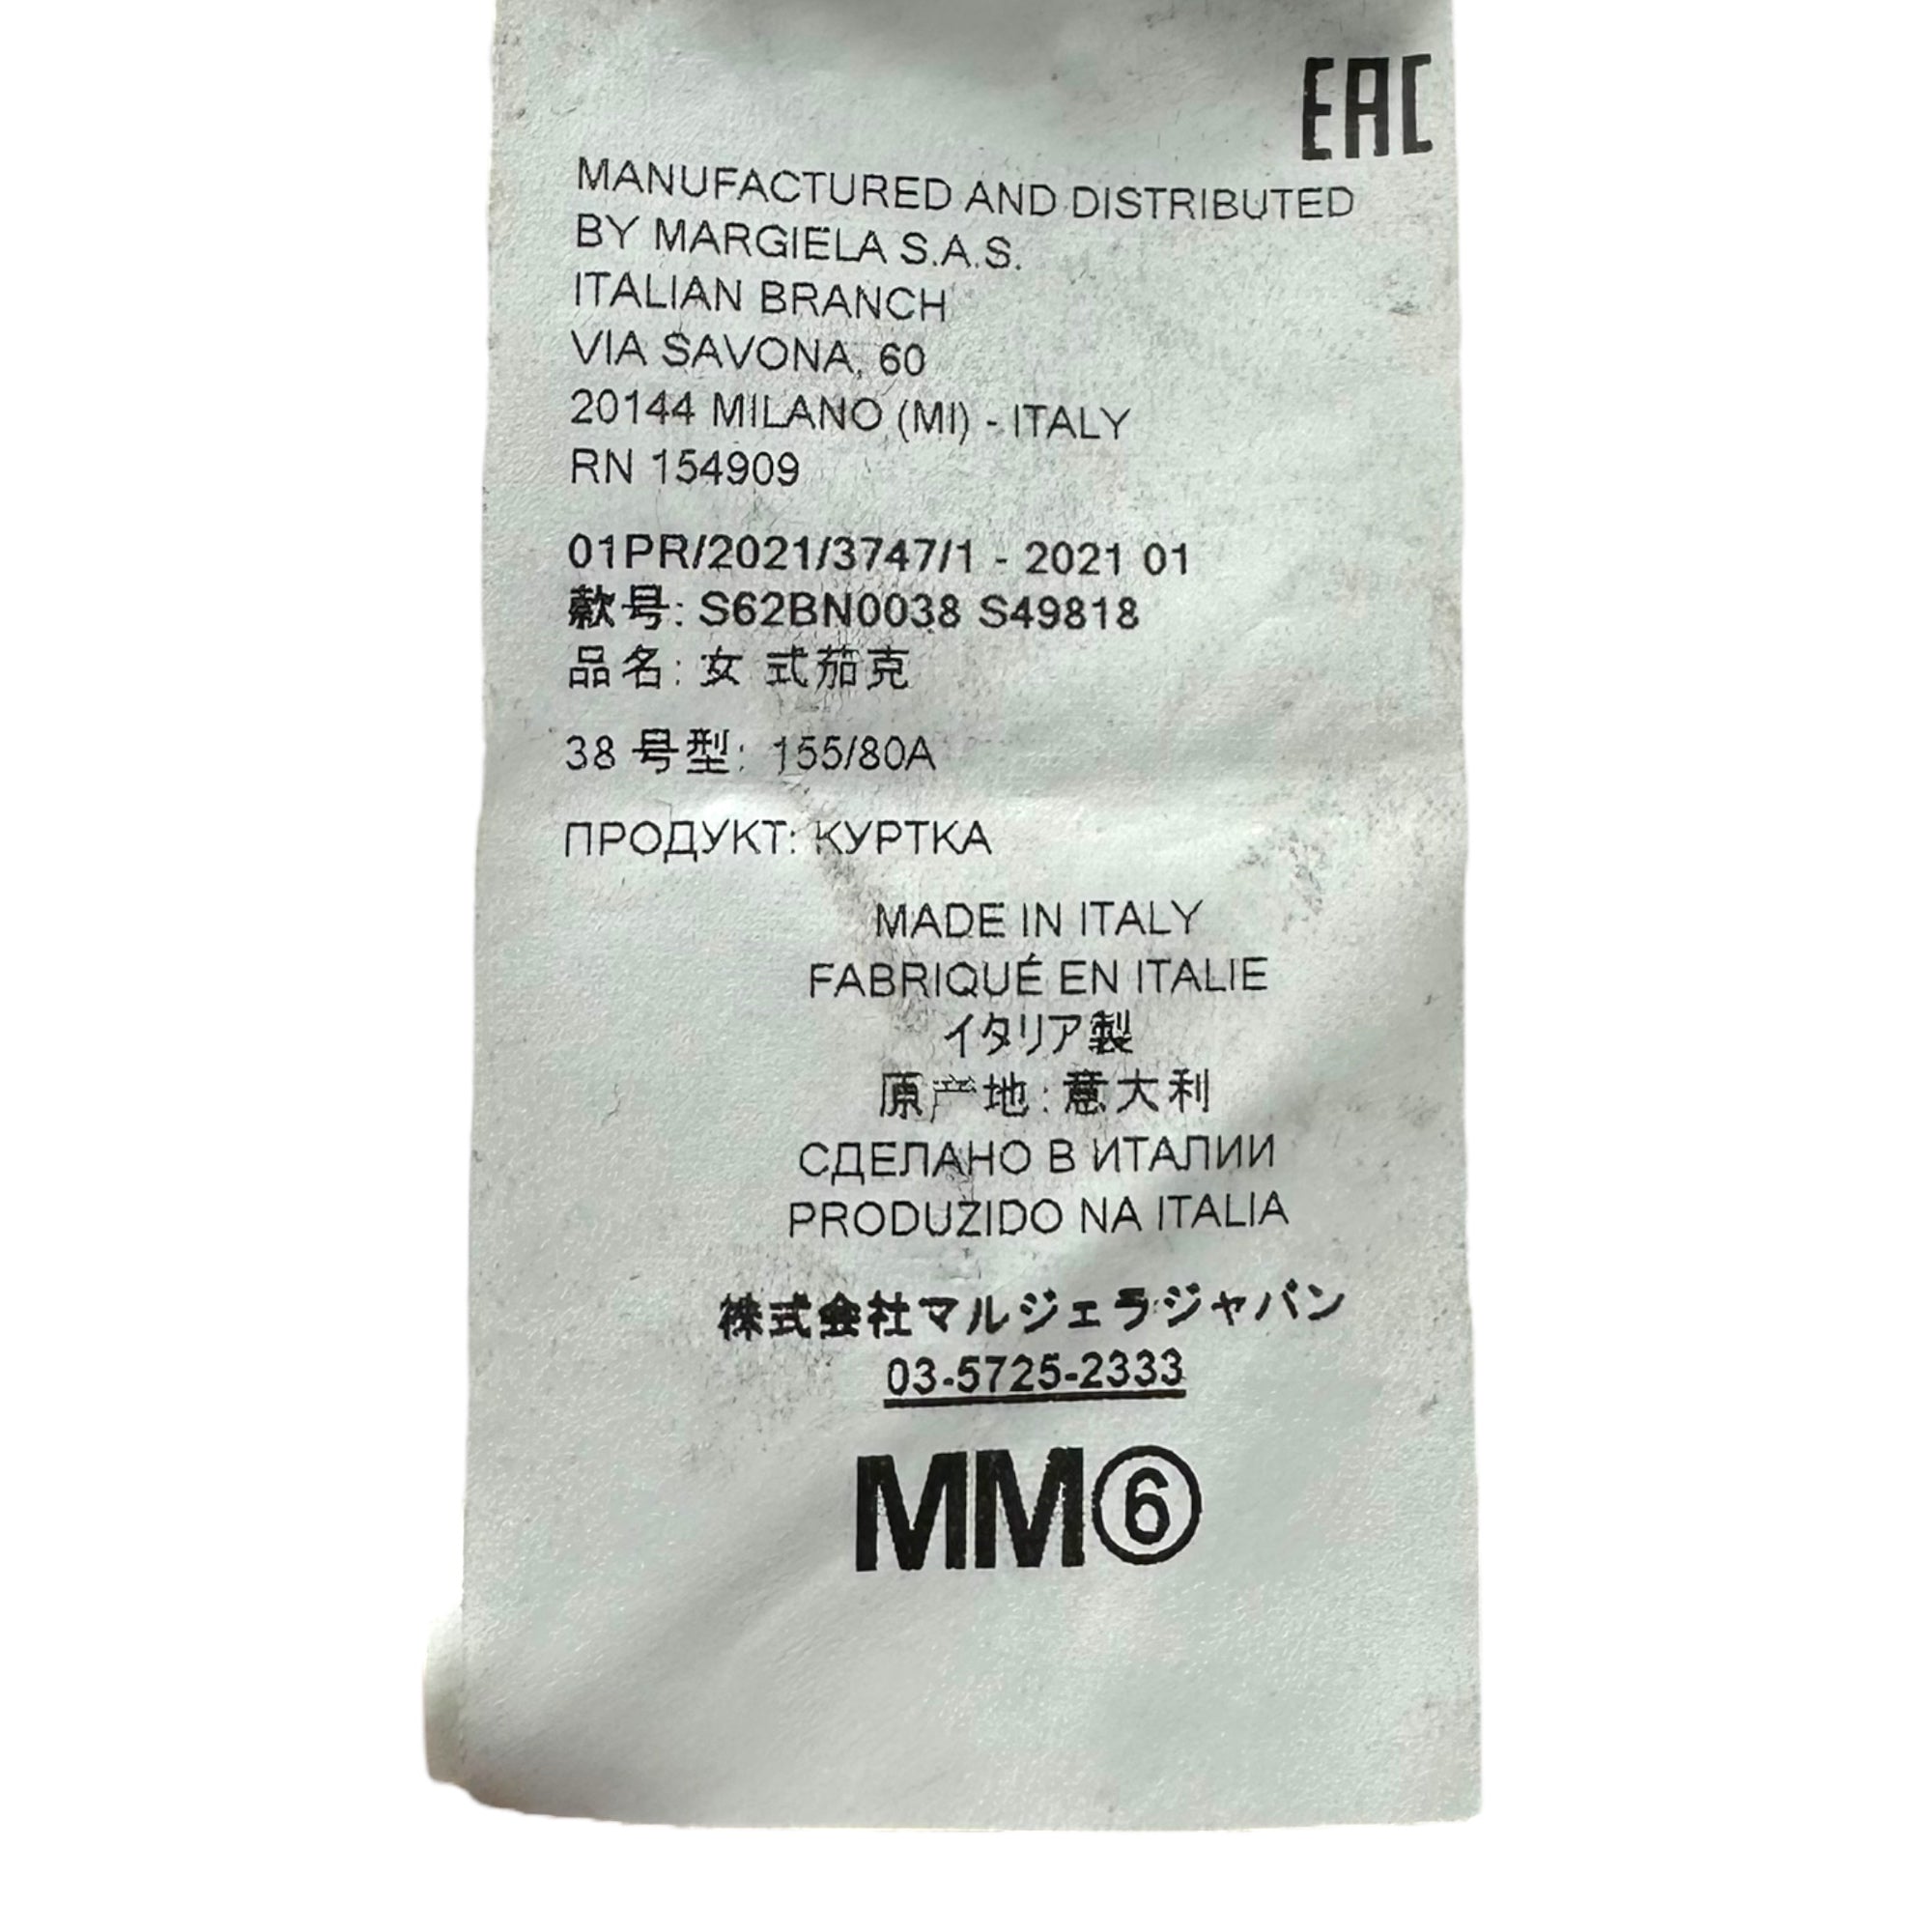 EAC
MANUFACTURED AND DISTRIBUTED
BY MARGIELA S.A.S.
ITALIAN BRANCH
VIA SAVONA, 60
20144 MILANO (MI) - ITALY
RN 154909
01PR/2021/3747/1 - 2021 01
款号: S62BN0038 S49818
品名: 女 式茄克
38 号型: 155/80A
ПРОДУКТ: КУРТКА
MADE IN ITALY
FABRIQUÉ EN ITALIE
イタリア製
原产地: 意大利
СДЕЛАНО В ИТАЛИИ
PRODUZIDO NA ITALIA
株式会社マルジェラジャパン
03-5725-2333
MM⑥